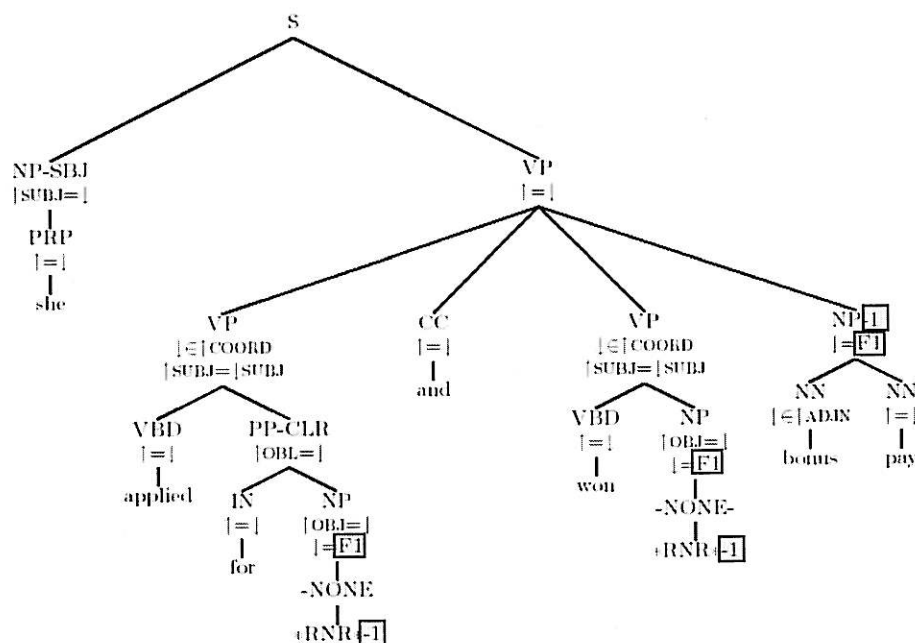 S
NP-SBJ VP
↑SUBJ=↓ ↑=↓
PRP
↑=↓
she
VP CC VP NP-1
↓∈↑COORD ↑=↓ ↓∈↑COORD ↓=F1
↑SUBJ=↓SUBJ and ↑SUBJ=↓SUBJ
VBD PP-CLR VBD NP NN NN
↑=↓ ↑OBL=↓ ↑=↓ ↑OBJ=↓ ↓∈↑ADJN ↑=↓
applied won ↓=F1 bonus pay
IN NP -NONE-
↑=↓ ↑OBJ=↓ *RNR*-1
for ↓=F1
-NONE
*RNR*-1